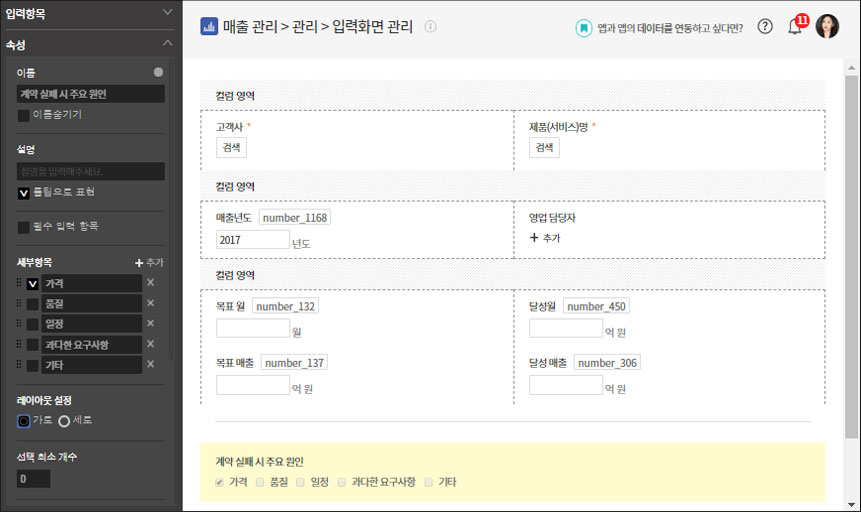 입력항목
속성
이름
계약 실패 시 주요 원인
이름숨기기
설명
설명을 입력해주세요.
툴팁으로 표현
필수 입력 항목
세부항목 + 추가
가격
품질
일정
과다한 요구사항
기타
레이아웃 설정
가로 세로
선택 최소 개수
0
매출 관리 > 관리 > 입력화면 관리
앱과 앱의 데이터를 연동하고 싶다면?
11
컬럼 영역
고객사 * 제품(서비스)명 *
검색 검색
컬럼 영역
매출년도 number_1168 영업 담당자
2017 년도 + 추가
컬럼 영역
목표 월 number_132 달성월 number_450
월 억 원
목표 매출 number_137 달성 매출 number_306
억 원 억 원
계약 실패 시 주요 원인
가격 품질 일정 과다한 요구사항 기타